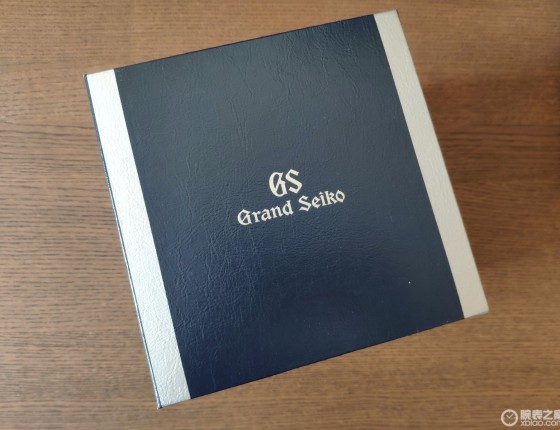 GS
Grand Seiko
腕表之家
xbiao.com